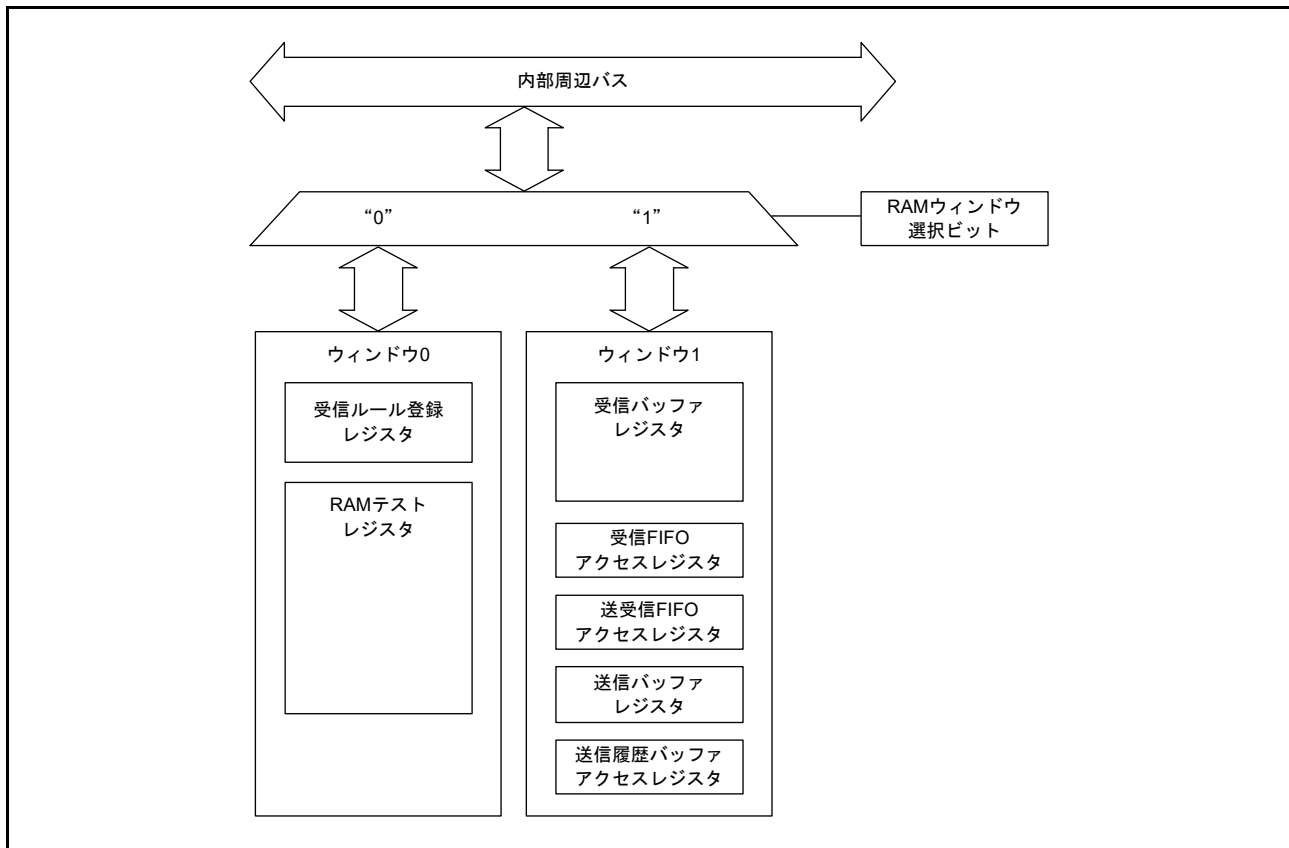 内部周辺バス
“0”
“1”
RAMウィンドウ
選択ビット
ウィンドウ0
受信ルール登録
レジスタ
RAMテスト
レジスタ
ウィンドウ1
受信バッファ
レジスタ
受信FIFO
アクセスレジスタ
送受信FIFO
アクセスレジスタ
送信バッファ
レジスタ
送信履歴バッファ
アクセスレジスタ